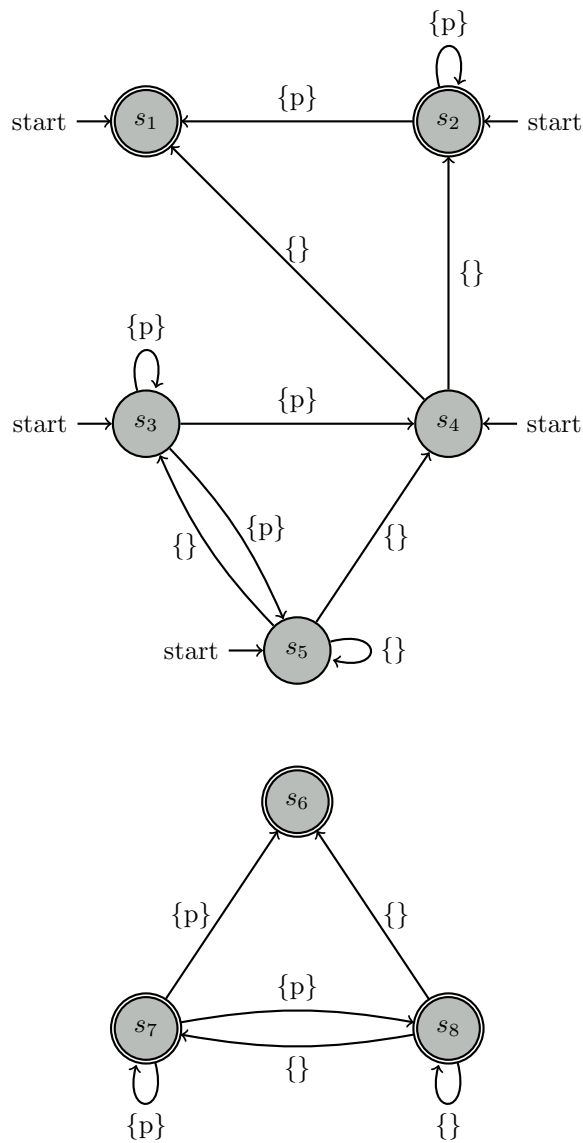 {p}
start s1 {p} s2 start
{}
{}
{p}
start s3 {p} s4 start
{p}
{} {}
start s5 {}
s6
{p} {}
{p}
s7 s8
{}
{p} {}